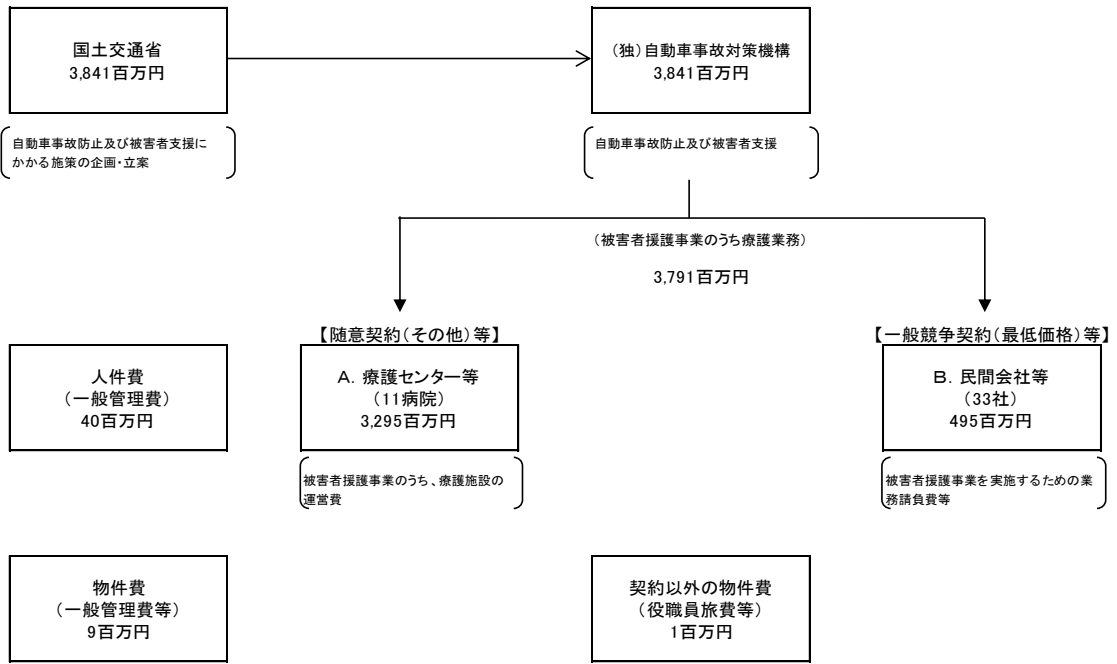 国土交通省
3,841百万円
(独)自動車事故対策機構
3,841百万円
自動車事故防止及び被害者支援に
かかる施策の企画・立案
自動車事故防止及び被害者支援
(被害者援護事業のうち療護業務)
3,791百万円
【随意契約(その他)等】
【一般競争契約(最低価格)等】
人件費
(一般管理費)
40百万円
A. 療護センター等
(11病院)
3,295百万円
B. 民間会社等
(33社)
495百万円
被害者援護事業のうち、療護施設の
運営費
被害者援護事業を実施するための業
務請負費等
物件費
(一般管理費等)
9百万円
契約以外の物件費
(役職員旅費等)
1百万円